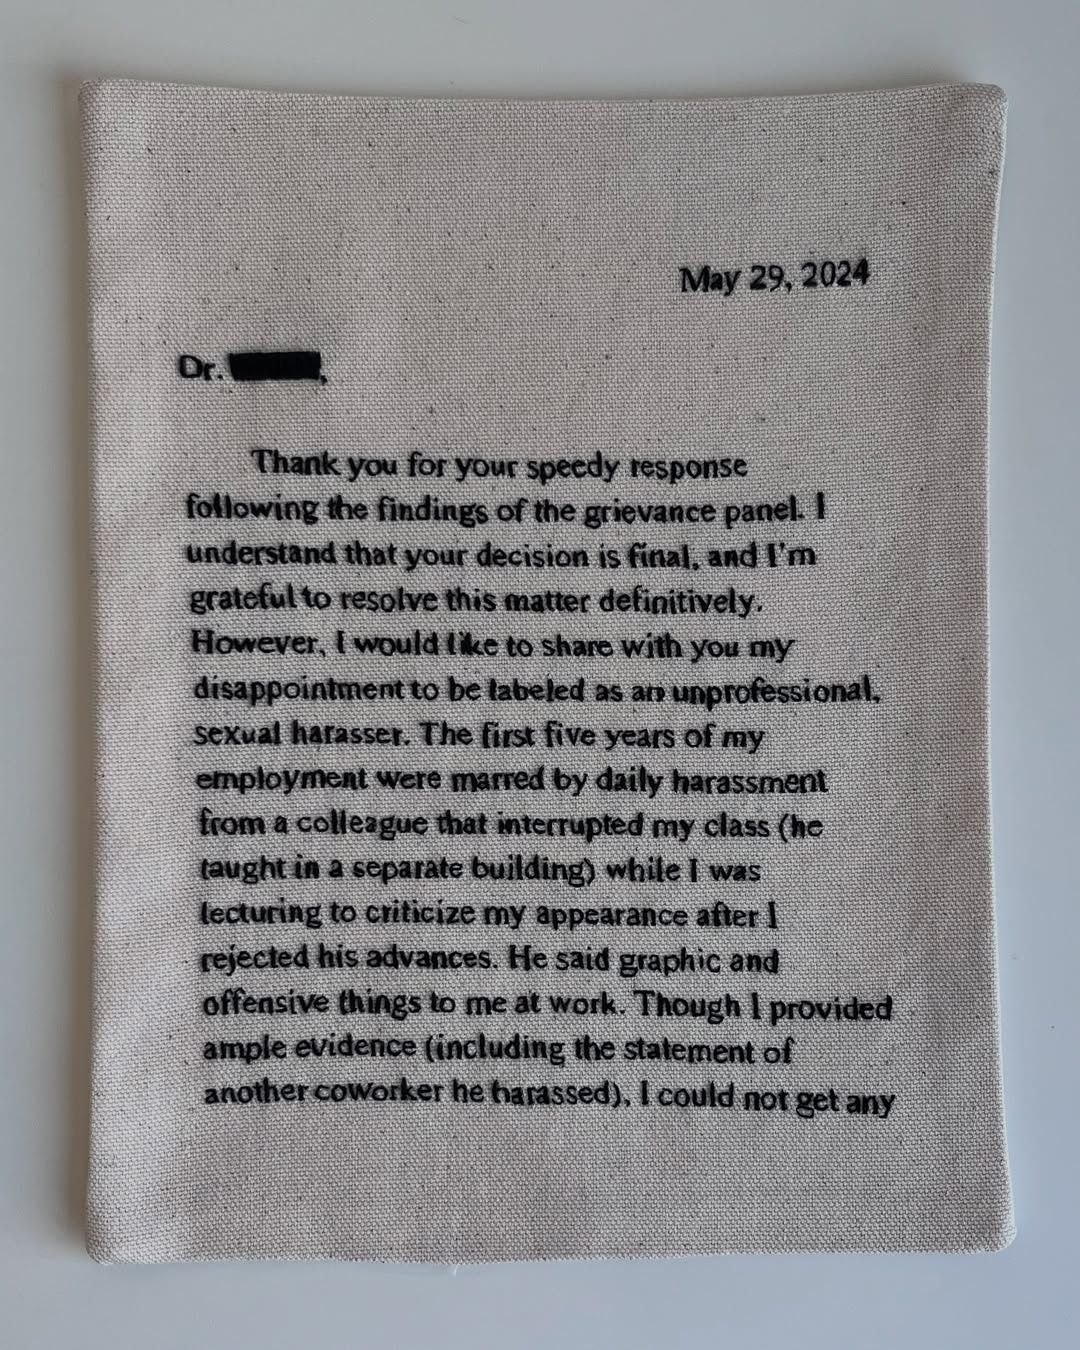 May 29, 2024
Dr.          ,
Thank you for your speedy response
following the findings of the grievance panel. I
understand that your decision is final, and I'm
grateful to resolve this matter definitively.
However, I would like to share with you my
disappointment to be labeled as an unprofessional,
sexual harasser. The first five years of my
employment were marred by daily harassment
from a colleague that interrupted my class (he
taught in a separate building) while I was
lecturing to criticize my appearance after I
rejected his advances. He said graphic and
offensive things to me at work. Though I provided
ample evidence (including the statement of
another coworker he harassed), I could not get any